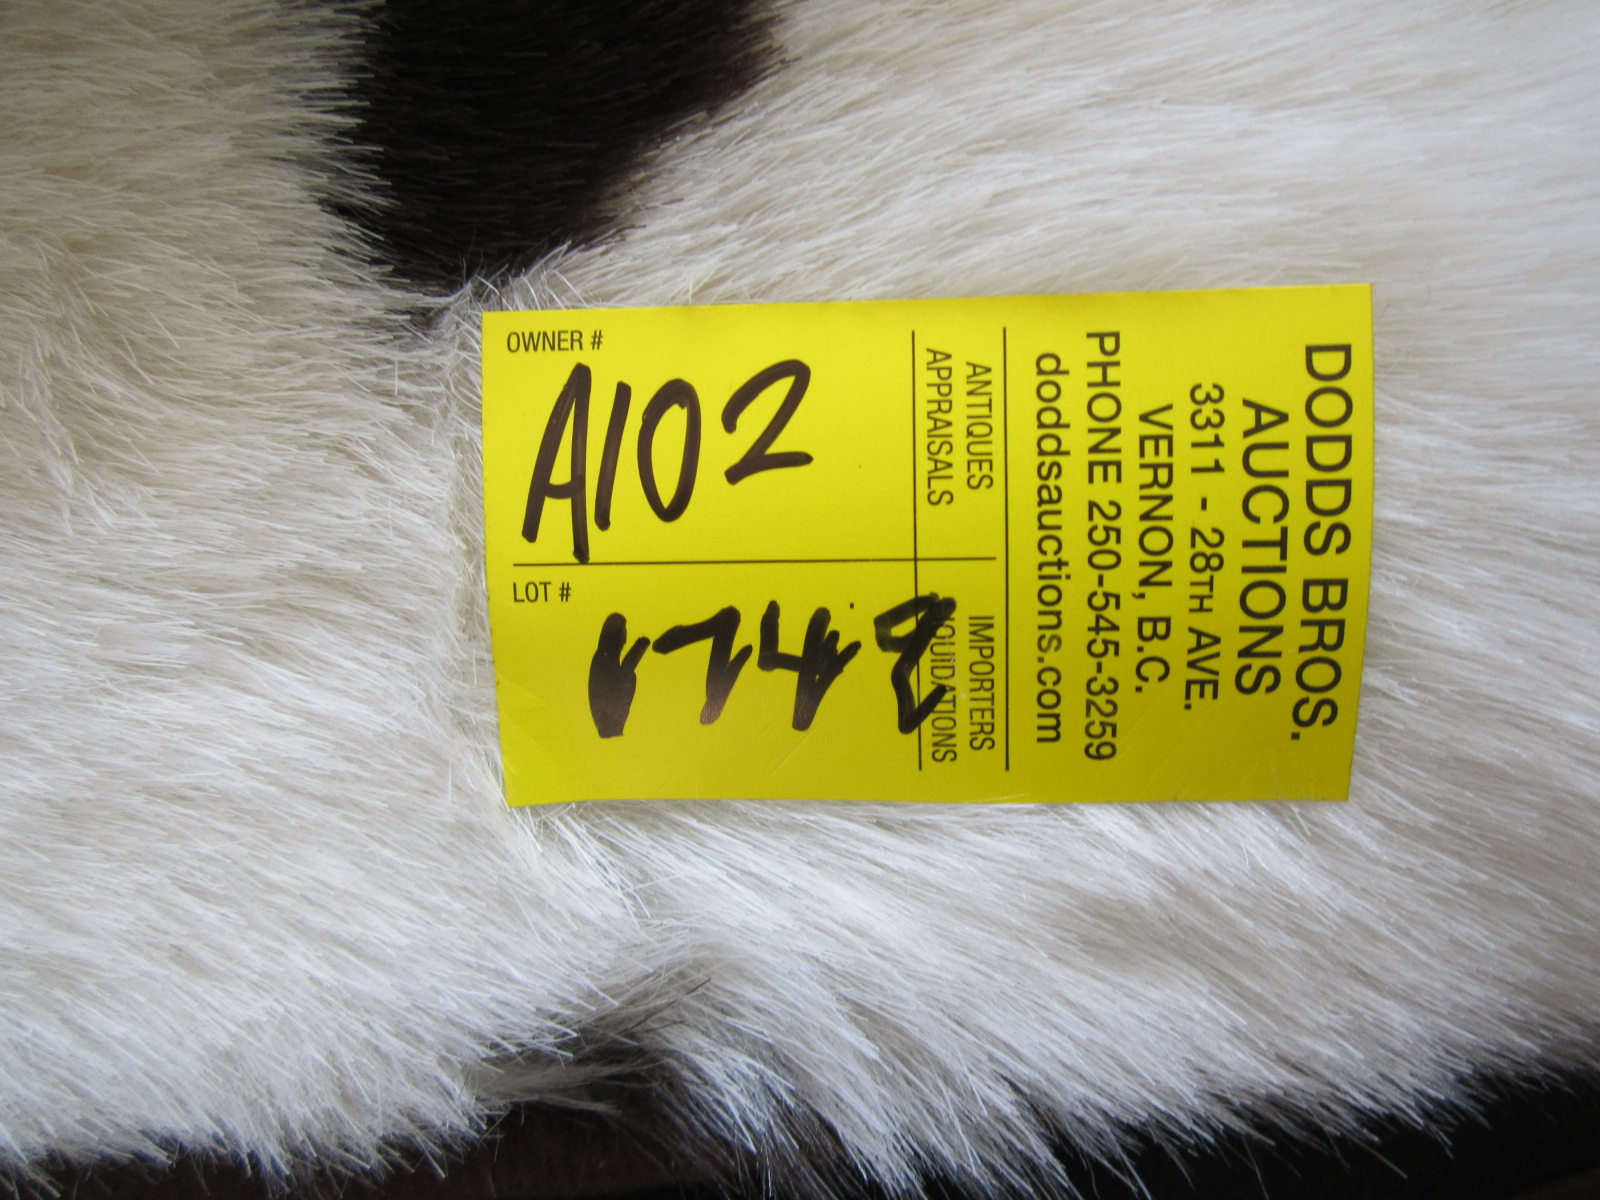 DODDS BROS.
AUCTIONS
3311 - 28TH AVE.
VERNON, B.C.
PHONE 250-545-3259
doddsauctions.com
ANTIQUES
APPRAISALS
IMPORTERS
LIQUIDATIONS
OWNER #
A102
LOT #